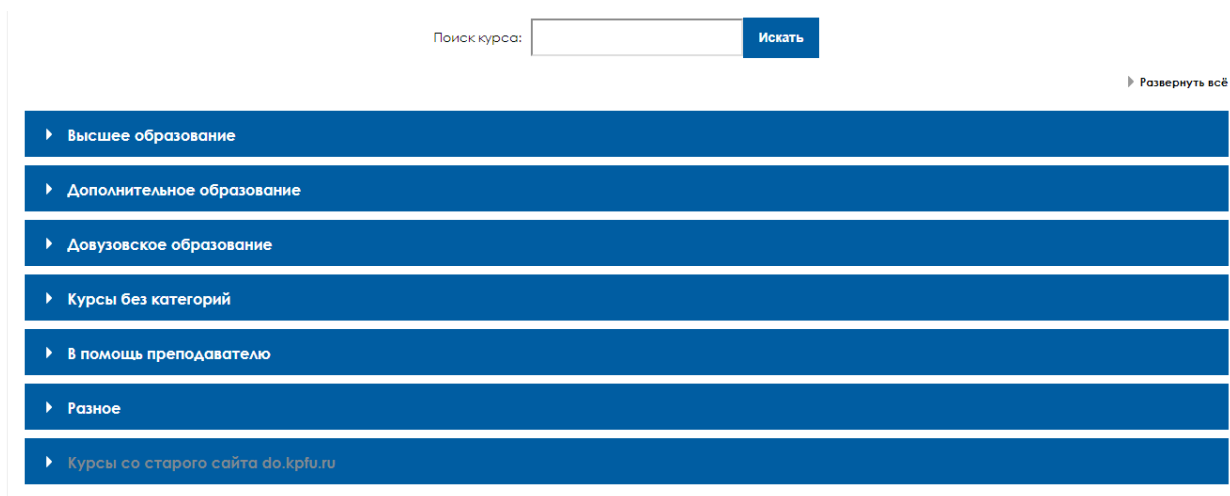 Поиск курса:
Искать
Развернуть всё
Высшее образование
Дополнительное образование
Довузовское образование
Курсы без категорий
В помощь преподавателю
Разное
Курсы со старого сайта do.kpfu.ru